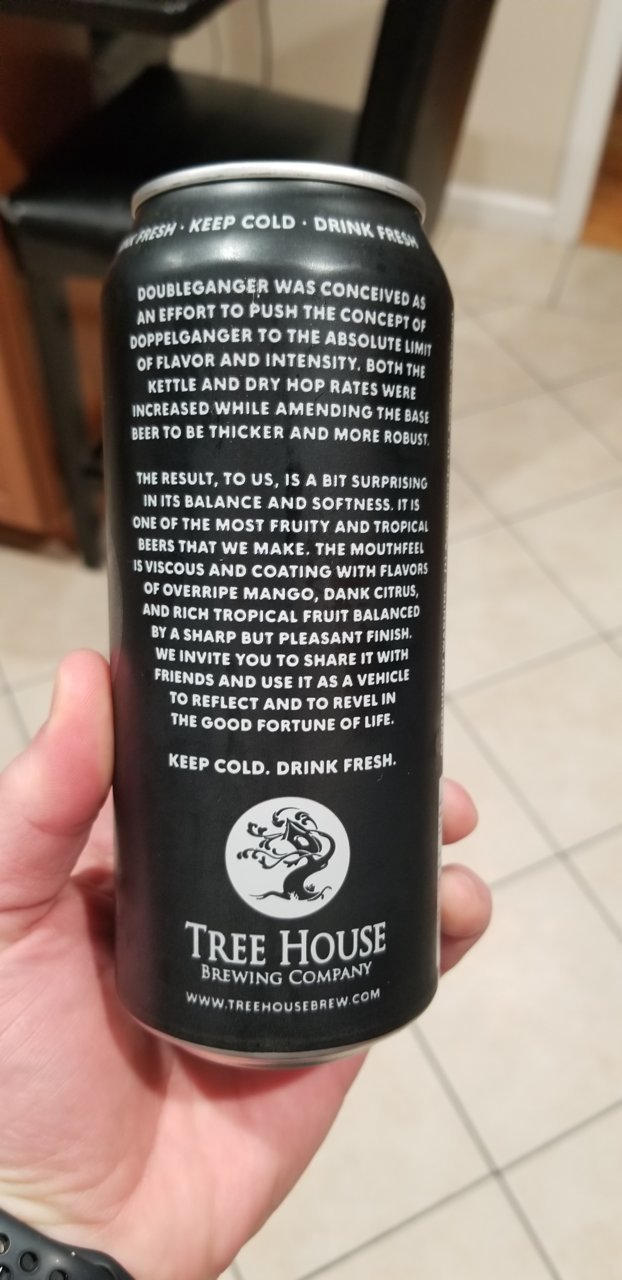 FRESH · KEEP COLD · DRINK FRESH
DOUBLEGANGER WAS CONCEIVED AS
AN EFFORT TO PUSH THE CONCEPT OF
DOPPELGANGER TO THE ABSOLUTE LIMIT
OF FLAVOR AND INTENSITY. BOTH THE
KETTLE AND DRY HOP RATES WERE
INCREASED WHILE AMENDING THE BASE
BEER TO BE THICKER AND MORE ROBUST.
THE RESULT, TO US, IS A BIT SURPRISING
IN ITS BALANCE AND SOFTNESS. IT IS
ONE OF THE MOST FRUITY AND TROPICAL
BEERS THAT WE MAKE. THE MOUTHFEEL
IS VISCOUS AND COATING WITH FLAVORS
OF OVERRIPE MANGO, DANK CITRUS,
AND RICH TROPICAL FRUIT BALANCED
BY A SHARP BUT PLEASANT FINISH.
WE INVITE YOU TO SHARE IT WITH
FRIENDS AND USE IT AS A VEHICLE
TO REFLECT AND TO REVEL IN
THE GOOD FORTUNE OF LIFE.
KEEP COLD. DRINK FRESH.
TREE HOUSE
BREWING COMPANY
WWW.TREEHOUSEBREW.COM